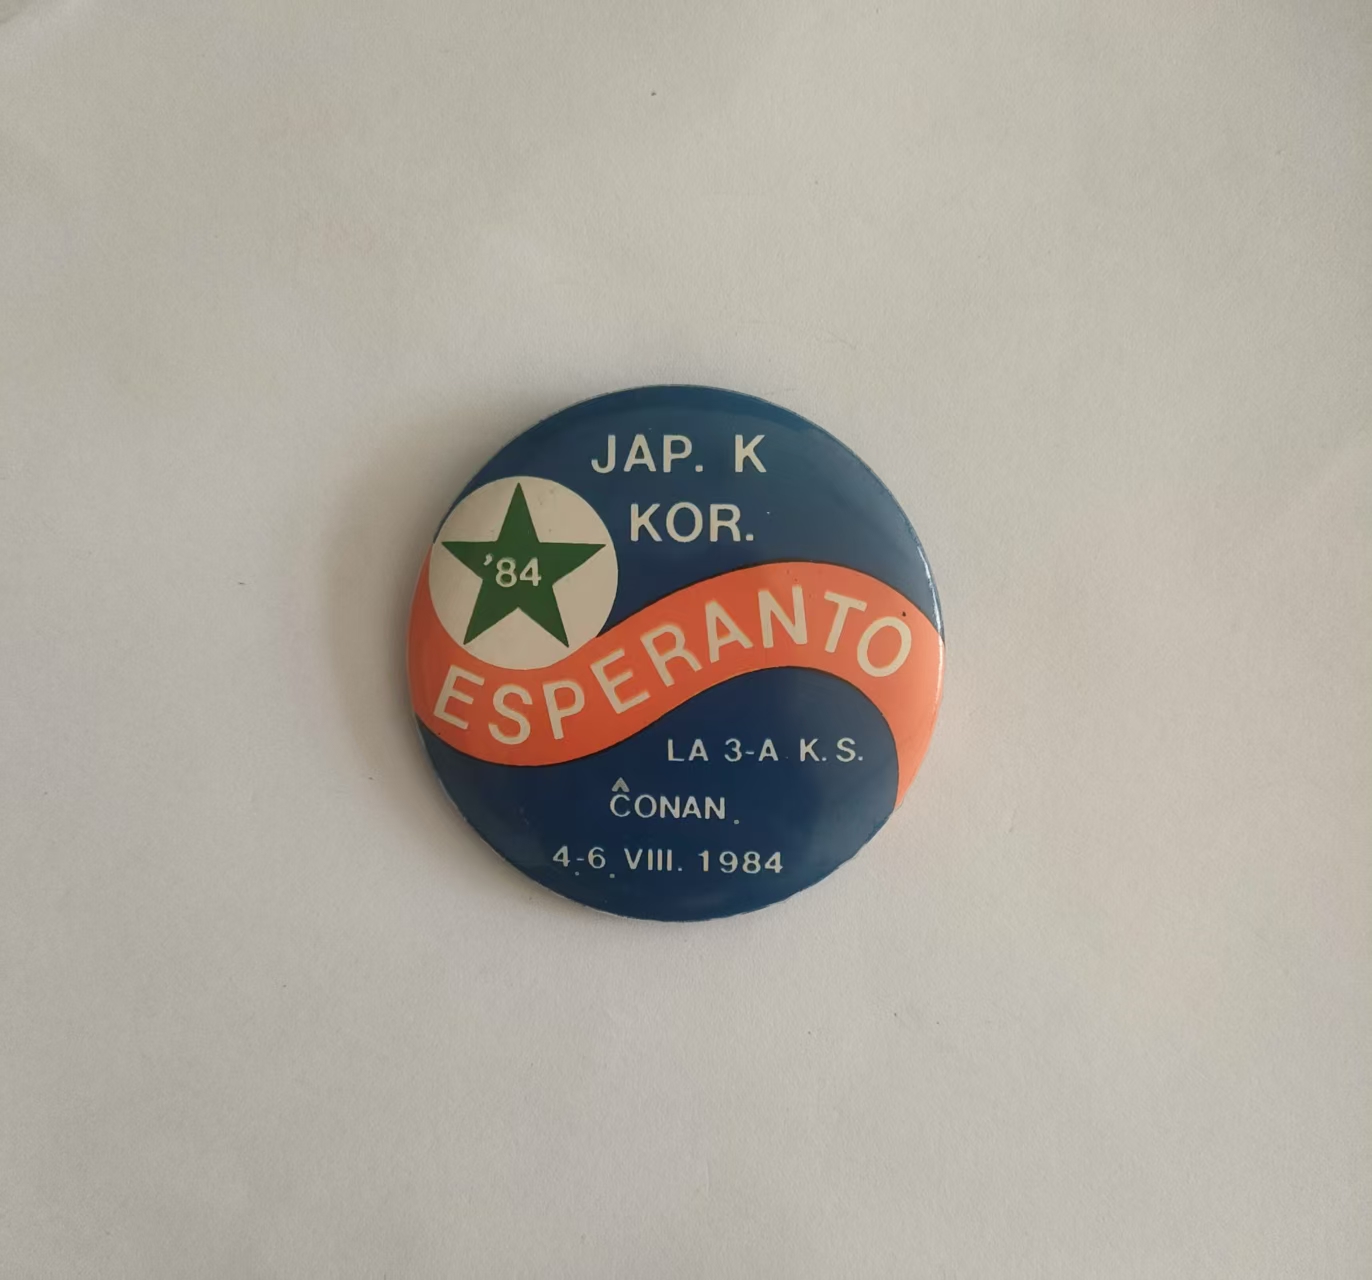 JAP. K
KOR.
'84
ESPERANTO
LA 3-A K. S.
ĈONAN.
4.-6. VIII. 1984